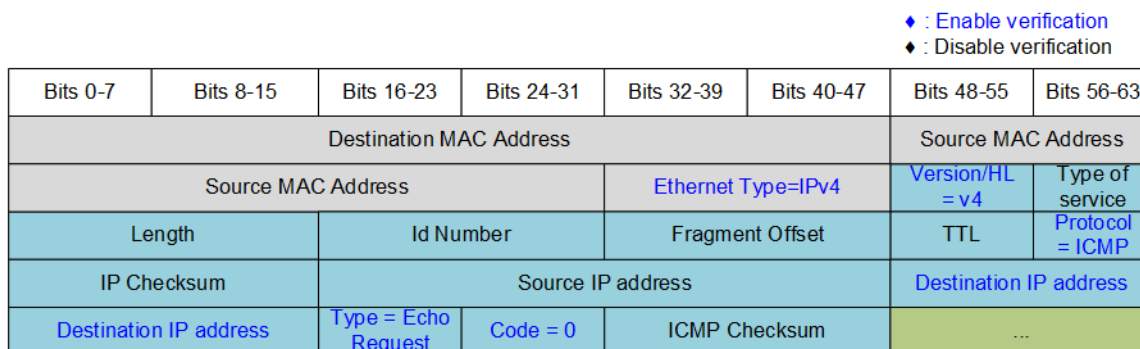 ♦ : Enable verification
♦ : Disable verification
Bits 0-7 Bits 8-15 Bits 16-23 Bits 24-31 Bits 32-39 Bits 40-47 Bits 48-55 Bits 56-63
Destination MAC Address Source MAC Address
Source MAC Address Ethernet Type=IPv4 Version/HL = v4 Type of service
Length Id Number Fragment Offset TTL Protocol = ICMP
IP Checksum Source IP address Destination IP address
Destination IP address Type = Echo Request Code = 0 ICMP Checksum ...